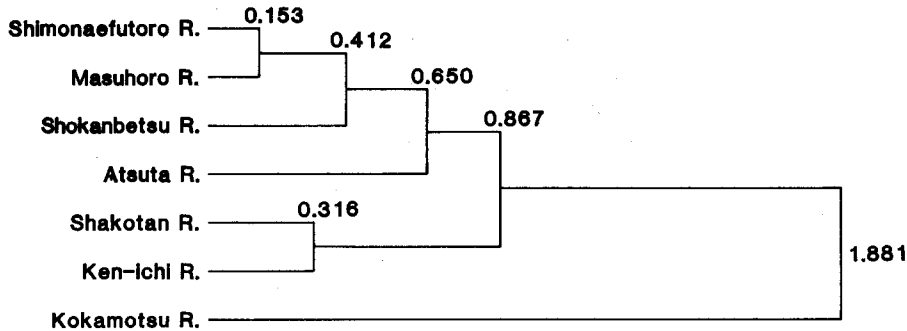 0.153
Shimonaefutoro R.
0.412
Masuhoro R.
0.650
Shokanbetsu R.
0.867
Atsuta R.
0.316
Shakotan R.
1.881
Ken-ichi R.
Kokamotsu R.